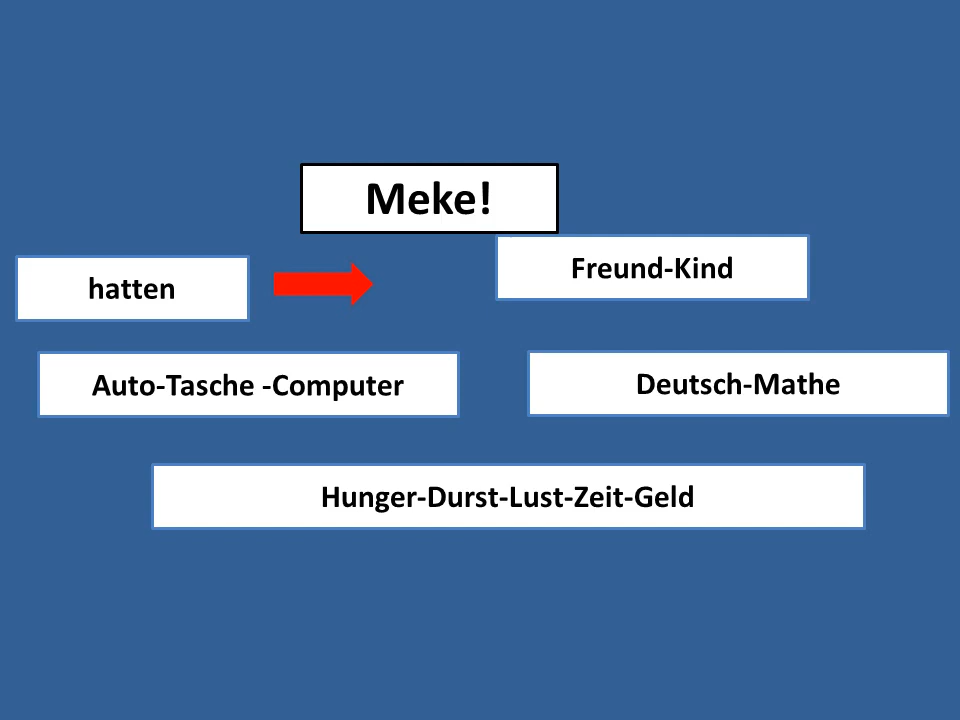 Meke!
hatten
Freund-Kind
Auto-Tasche -Computer
Deutsch-Mathe
Hunger-Durst-Lust-Zeit-Geld